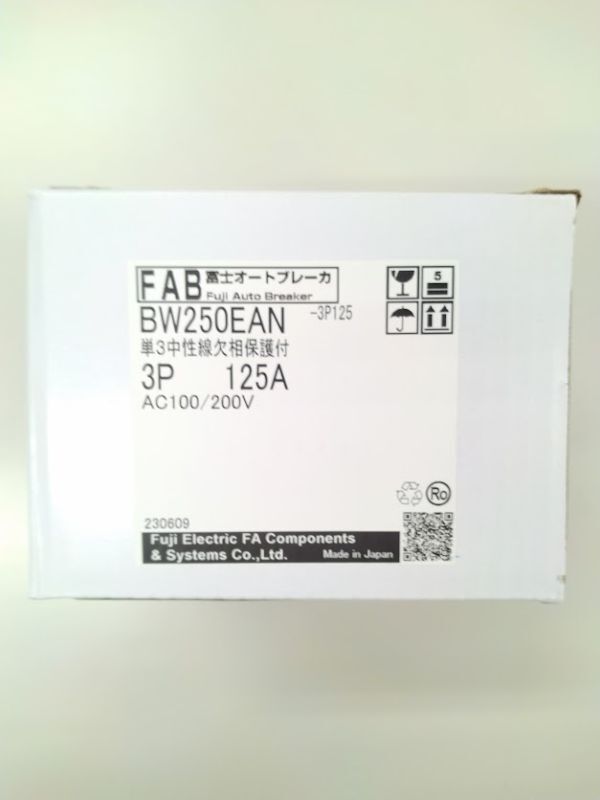 FAB 富士オートブレーカ
Fuji Auto Breaker
BW250EAN -3P125
単3中性線欠相保護付
3P 125A
AC100/200V
5
Ro
230609
Fuji Electric FA Components
& Systems Co.,Ltd. Made in Japan